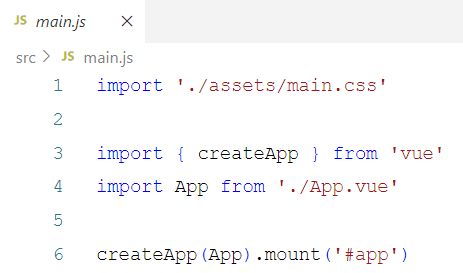 JS main.js ×
src > JS main.js
1 import './assets/main.css'
2
3 import { createApp } from 'vue'
4 import App from './App.vue'
5
6 createApp(App).mount('#app')